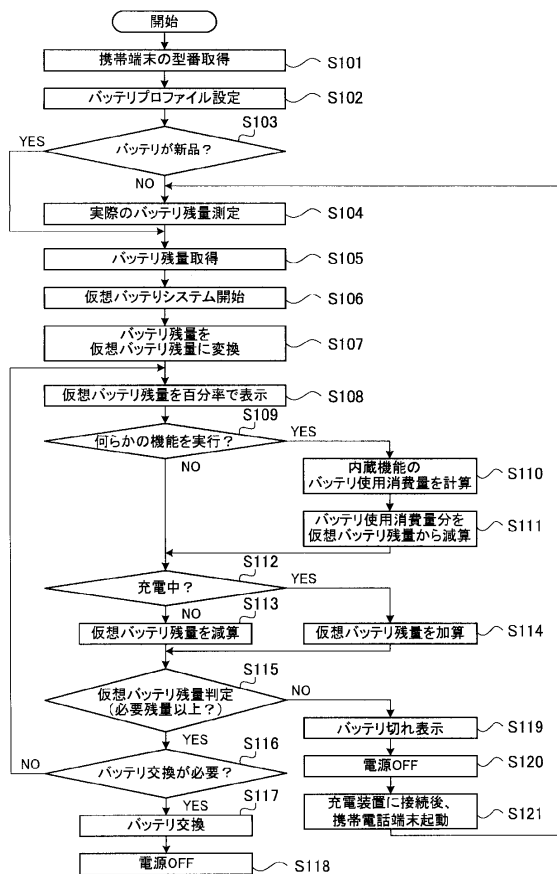 開始
携帯端末の型番取得
S101
バッテリプロファイル設定
S102
S103
YES
バッテリが新品？
NO
実際のバッテリ残量測定
S104
バッテリ残量取得
S105
仮想バッテりシステム開始
S106
バッテリ残量を
仮想バッテリ残量に変換
S107
仮想バッテリ残量を百分率で表示
S108
S109
何らかの機能を実行？
YES
NO
内蔵機能の
バッテリ使用消費量を計算
S110
バッテリ使用消費量分を
仮想バッテリ残量から減算
S111
S112
充電中？
YES
NO
S113
仮想バッテリ残量を減算
仮想バッテリ残量を加算
S114
S115
仮想バッテリ残量判定
(必要残量以上？)
NO
YES
バッテリ切れ表示
S119
S116
NO
バッテリ交換が必要？
電源OFF
S120
YES
S117
バッテリ交換
充電装置に接続後、
携帯電話端末起動
S121
電源OFF
S118